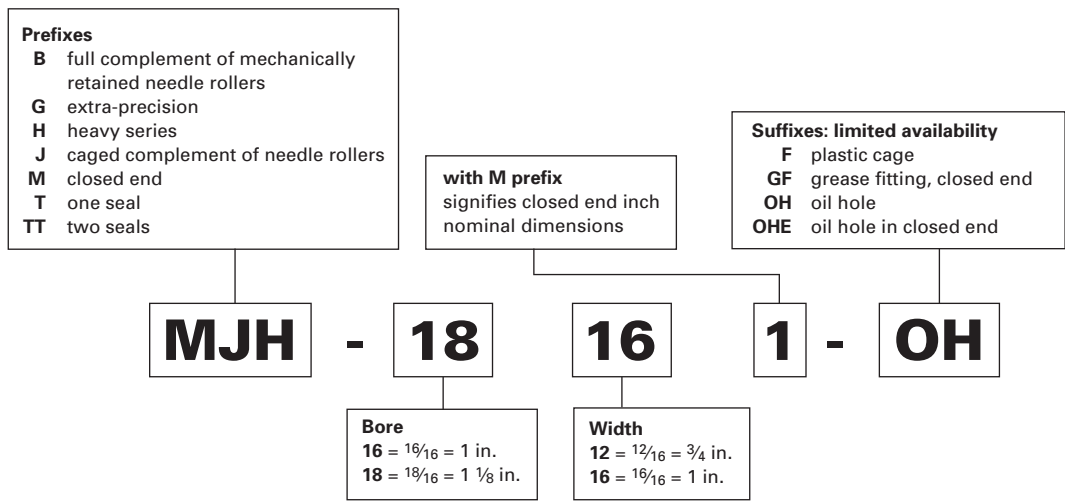 Prefixes
B full complement of mechanically
retained needle rollers
G extra-precision
H heavy series
J caged complement of needle rollers
M closed end
T one seal
TT two seals
with M prefix
signifies closed end inch
nominal dimensions
Suffixes: limited availability
F plastic cage
GF grease fitting, closed end
OH oil hole
OHE oil hole in closed end
MJH - 18 16 1 - OH
Bore
16 = 16/16 = 1 in.
18 = 18/16 = 1 1/8 in.
Width
12 = 12/16 = 3/4 in.
16 = 16/16 = 1 in.